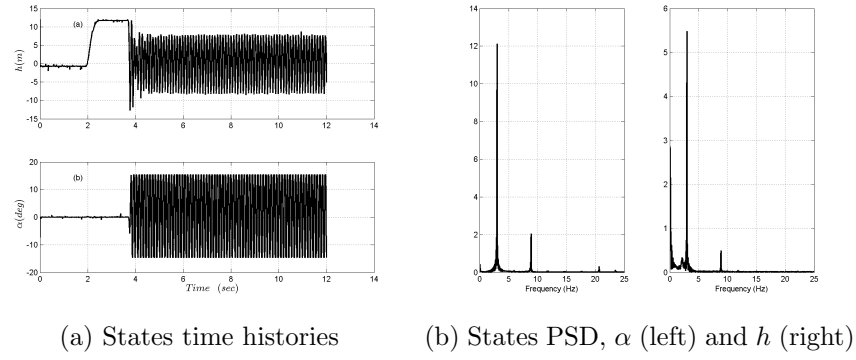 15
10
5
0
-5
-10
-15
h(m)
(a)
0 2 4 6 8 10 12 14
20
10
0
-10
-20
α(deg)
(b)
0 2 4 6 8 10 12 14
Time (sec)
14
12
10
8
6
4
2
0
0 5 10 15 20 25
Frequency (Hz)
6
5
4
3
2
1
0
0 5 10 15 20 25
Frequency (Hz)
(a) States time histories
(b) States PSD, α (left) and h (right)